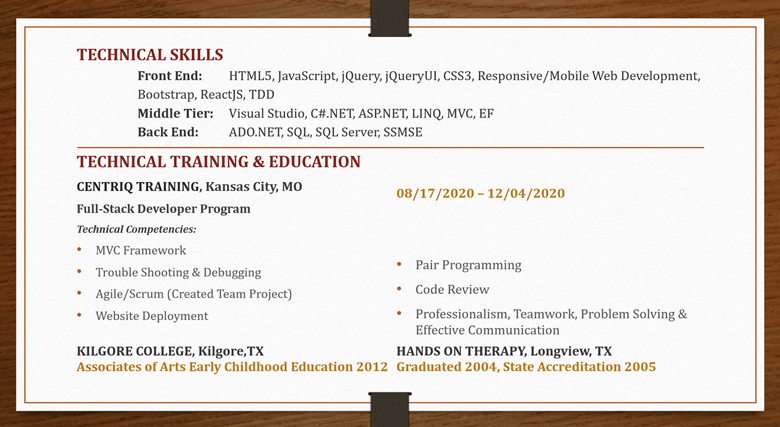 TECHNICAL SKILLS
Front End: HTML5, JavaScript, jQuery, jQueryUI, CSS3, Responsive/Mobile Web Development,
Bootstrap, ReactJS, TDD
Middle Tier: Visual Studio, C#.NET, ASP.NET, LINQ, MVC, EF
Back End: ADO.NET, SQL, SQL Server, SSMSE
TECHNICAL TRAINING & EDUCATION
CENTRIQ TRAINING, Kansas City, MO
08/17/2020 – 12/04/2020
Full-Stack Developer Program
Technical Competencies:
• MVC Framework
• Trouble Shooting & Debugging
• Agile/Scrum (Created Team Project)
• Website Deployment
• Pair Programming
• Code Review
• Professionalism, Teamwork, Problem Solving &
Effective Communication
KILGORE COLLEGE, Kilgore,TX
Associates of Arts Early Childhood Education 2012
HANDS ON THERAPY, Longview, TX
Graduated 2004, State Accreditation 2005